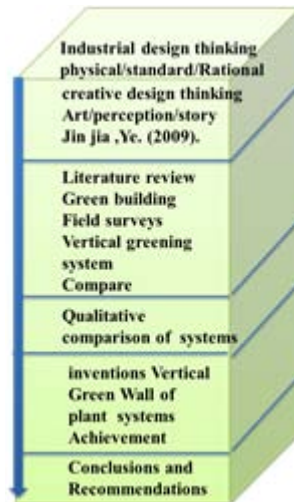 Industrial design thinking
physical/standard/Rational
creative design thinking
Art/perception/story
Jin jia ,Ye. (2009).
Literature review
Green building
Field surveys
Vertical greening
system
Compare
Qualitative
comparison of systems
inventions Vertical
Green Wall of
plant systems
Achievement
Conclusions and
Recommendations